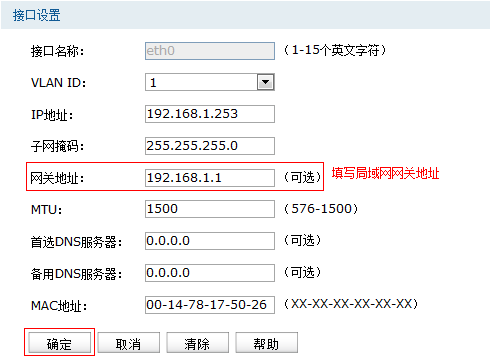 接口设置
接口名称： eth0 （1-15个英文字符）
VLAN ID： 1
IP地址： 192.168.1.253
子网掩码： 255.255.255.0
网关地址： 192.168.1.1 （可选） 填写局域网网关地址
MTU： 1500 （576-1500）
首选DNS服务器： 0.0.0.0 （可选）
备用DNS服务器： 0.0.0.0 （可选）
MAC地址： 00-14-78-17-50-26 （XX-XX-XX-XX-XX-XX）
确定 取消 清除 帮助